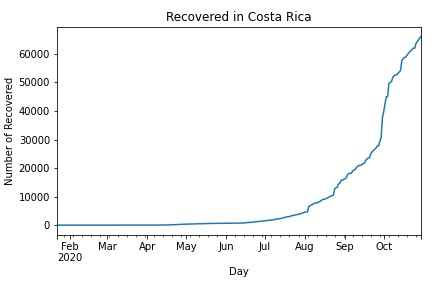 Recovered in Costa Rica
Number of Recovered
60000
50000
40000
30000
20000
10000
0
Feb Mar Apr May Jun Jul Aug Sep Oct
2020
Day